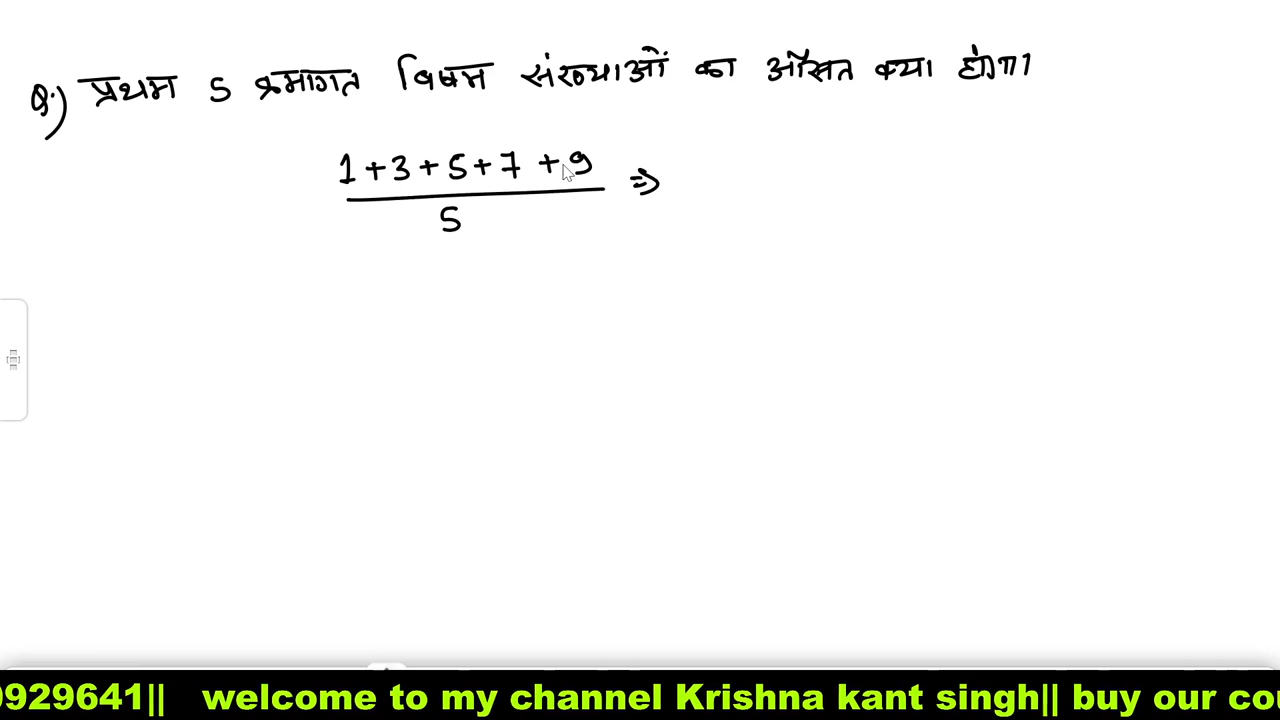 Q.) प्रथम 5 क्रमागत विषम संख्याओं का औसत क्या होगा
1+3+5+7+9 ⇒
5
9929641|| welcome to my channel Krishna kant singh|| buy our co